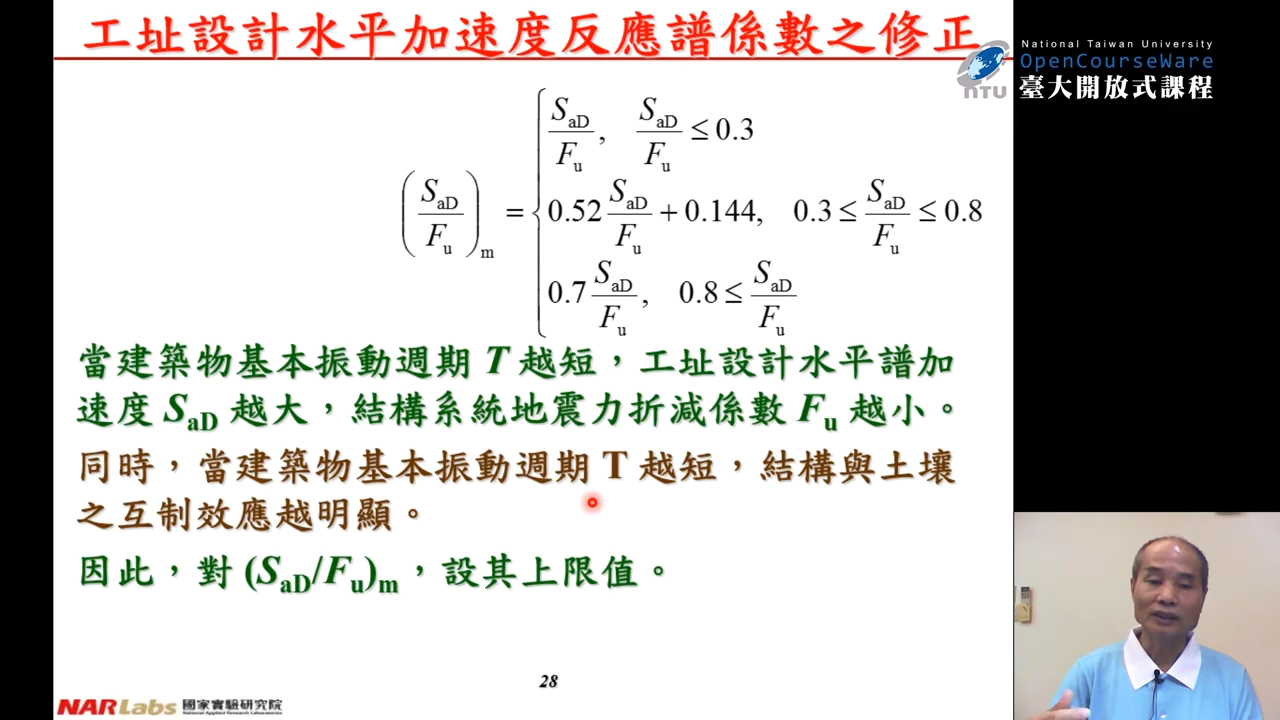 工址設計水平加速度反應譜係數之修正
National Taiwan University
OpenCourseWare
臺大開放式課程
NTU
(S_aD/F_u)_m = { S_aD/F_u, S_aD/F_u ≤ 0.3
0.52 S_aD/F_u + 0.144, 0.3 ≤ S_aD/F_u ≤ 0.8
0.7 S_aD/F_u, 0.8 ≤ S_aD/F_u
當建築物基本振動週期 T 越短，工址設計水平譜加
速度 S_aD 越大，結構系統地震力折減係數 F_u 越小。
同時，當建築物基本振動週期 T 越短，結構與土壤
之互制效應越明顯。
因此，對 (S_aD/F_u)_m，設其上限值。
28
NARLabs 國家實驗研究院
National Applied Research Laboratories